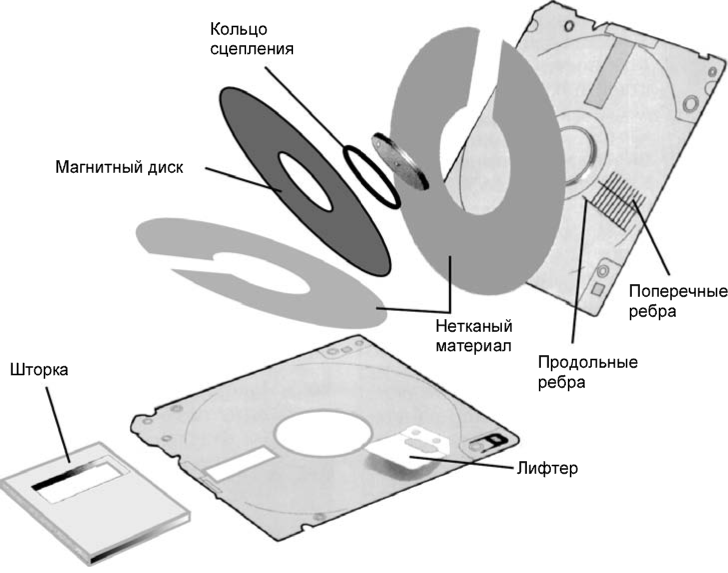 Кольцо
сцепления
Магнитный диск
Поперечные
ребра
Нетканый
материал
Продольные
ребра
Шторка
Лифтер